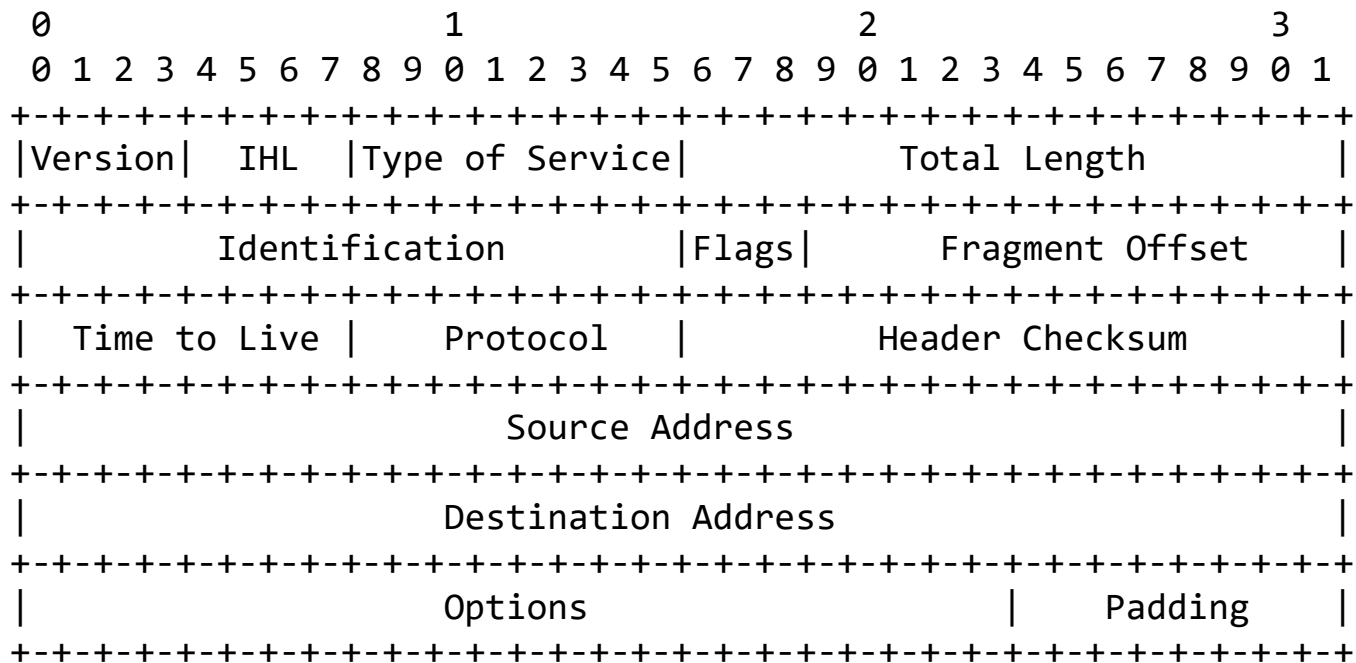 0                   1                   2                   3
 0 1 2 3 4 5 6 7 8 9 0 1 2 3 4 5 6 7 8 9 0 1 2 3 4 5 6 7 8 9 0 1
+-+-+-+-+-+-+-+-+-+-+-+-+-+-+-+-+-+-+-+-+-+-+-+-+-+-+-+-+-+-+-+-+
|Version|  IHL  |Type of Service|          Total Length         |
+-+-+-+-+-+-+-+-+-+-+-+-+-+-+-+-+-+-+-+-+-+-+-+-+-+-+-+-+-+-+-+-+
|         Identification        |Flags|      Fragment Offset    |
+-+-+-+-+-+-+-+-+-+-+-+-+-+-+-+-+-+-+-+-+-+-+-+-+-+-+-+-+-+-+-+-+
|  Time to Live |    Protocol   |         Header Checksum       |
+-+-+-+-+-+-+-+-+-+-+-+-+-+-+-+-+-+-+-+-+-+-+-+-+-+-+-+-+-+-+-+-+
|                       Source Address                          |
+-+-+-+-+-+-+-+-+-+-+-+-+-+-+-+-+-+-+-+-+-+-+-+-+-+-+-+-+-+-+-+-+
|                    Destination Address                        |
+-+-+-+-+-+-+-+-+-+-+-+-+-+-+-+-+-+-+-+-+-+-+-+-+-+-+-+-+-+-+-+-+
|                    Options                    |    Padding    |
+-+-+-+-+-+-+-+-+-+-+-+-+-+-+-+-+-+-+-+-+-+-+-+-+-+-+-+-+-+-+-+-+